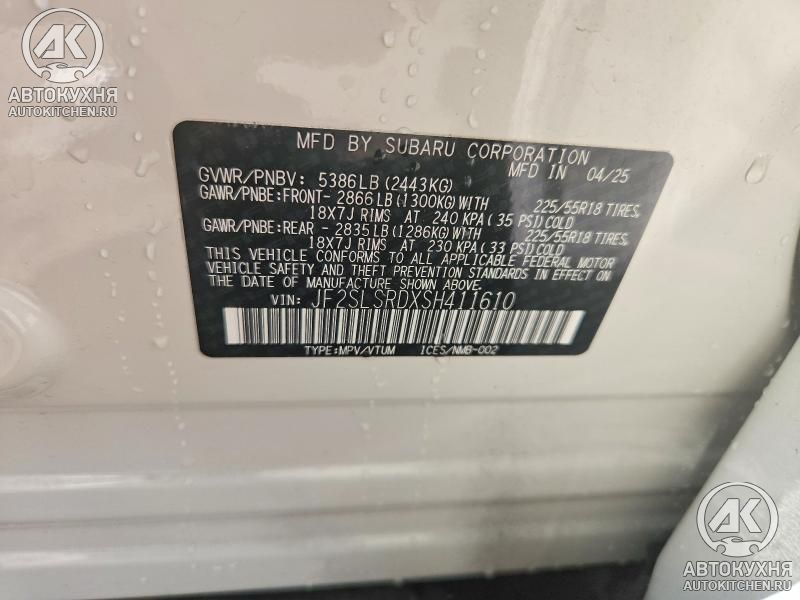 AK
АВТОКУХНЯ
AUTOKITCHEN.RU
MFD BY SUBARU CORPORATION
GVWR/PNBV: 5386LB(2443KG) MFD IN 04/25
GAWR/PNBE:FRONT- 2866LB(1300KG)WITH 225/55R18 TIRES,
18X7J RIMS AT 240 KPA(35 PSI)COLD
GAWR/PNBE:REAR - 2835LB(1286KG)WITH 225/55R18 TIRES,
18X7J RIMS AT 230 KPA(33 PSI)COLD
THIS VEHICLE CONFORMS TO ALL APPLICABLE FEDERAL MOTOR
VEHICLE SAFETY AND THEFT PREVENTION STANDARDS IN EFFECT ON
THE DATE OF MANUFACTURE SHOWN ABOVE.
VIN: JF2SLSRDXSH411610
TYPE:MPV/VTUM ICES/NMB-002
AK
АВТОКУХНЯ
AUTOKITCHEN.RU